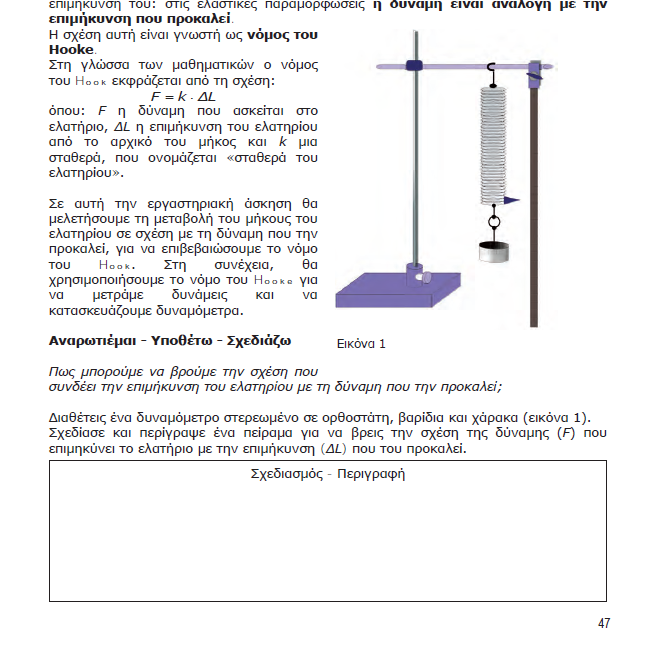 επιμήκυνσή του: στις ελαστικές παραμορφώσεις η δύναμη είναι ανάλογη με την
επιμήκυνση που προκαλεί.
Η σχέση αυτή είναι γνωστή ως νόμος του
Hooke.
Στη γλώσσα των μαθηματικών ο νόμος
του Hook εκφράζεται από τη σχέση:
F = k · ΔL
όπου: F η δύναμη που ασκείται στο
ελατήριο, ΔL η επιμήκυνση του ελατηρίου
από το αρχικό του μήκος και k μια
σταθερά, που ονομάζεται «σταθερά του
ελατηρίου».
Σε αυτή την εργαστηριακή άσκηση θα
μελετήσουμε τη μεταβολή του μήκους του
ελατηρίου σε σχέση με τη δύναμη που την
προκαλεί, για να επιβεβαιώσουμε το νόμο
του Hook. Στη συνέχεια, θα
χρησιμοποιήσουμε το νόμο του Hooke για
να μετράμε δυνάμεις και να
κατασκευάζουμε δυναμόμετρα.
Αναρωτιέμαι - Υποθέτω - Σχεδιάζω
Εικόνα 1
Πως μπορούμε να βρούμε την σχέση που
συνδέει την επιμήκυνση του ελατηρίου με τη δύναμη που την προκαλεί;
Διαθέτεις ένα δυναμόμετρο στερεωμένο σε ορθοστάτη, βαρίδια και χάρακα (εικόνα 1).
Σχεδίασε και περίγραψε ένα πείραμα για να βρεις την σχέση της δύναμης (F) που
επιμηκύνει το ελατήριο με την επιμήκυνση (ΔL) που του προκαλεί.
Σχεδιασμός - Περιγραφή
47